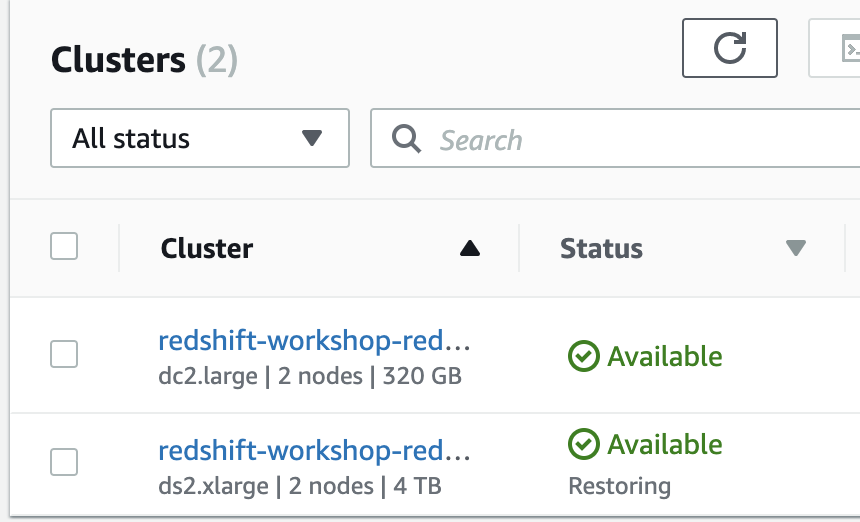 Clusters (2)
All status
Search
Cluster Status
redshift-workshop-red...
dc2.large | 2 nodes | 320 GB
Available
redshift-workshop-red...
ds2.xlarge | 2 nodes | 4 TB
Available
Restoring